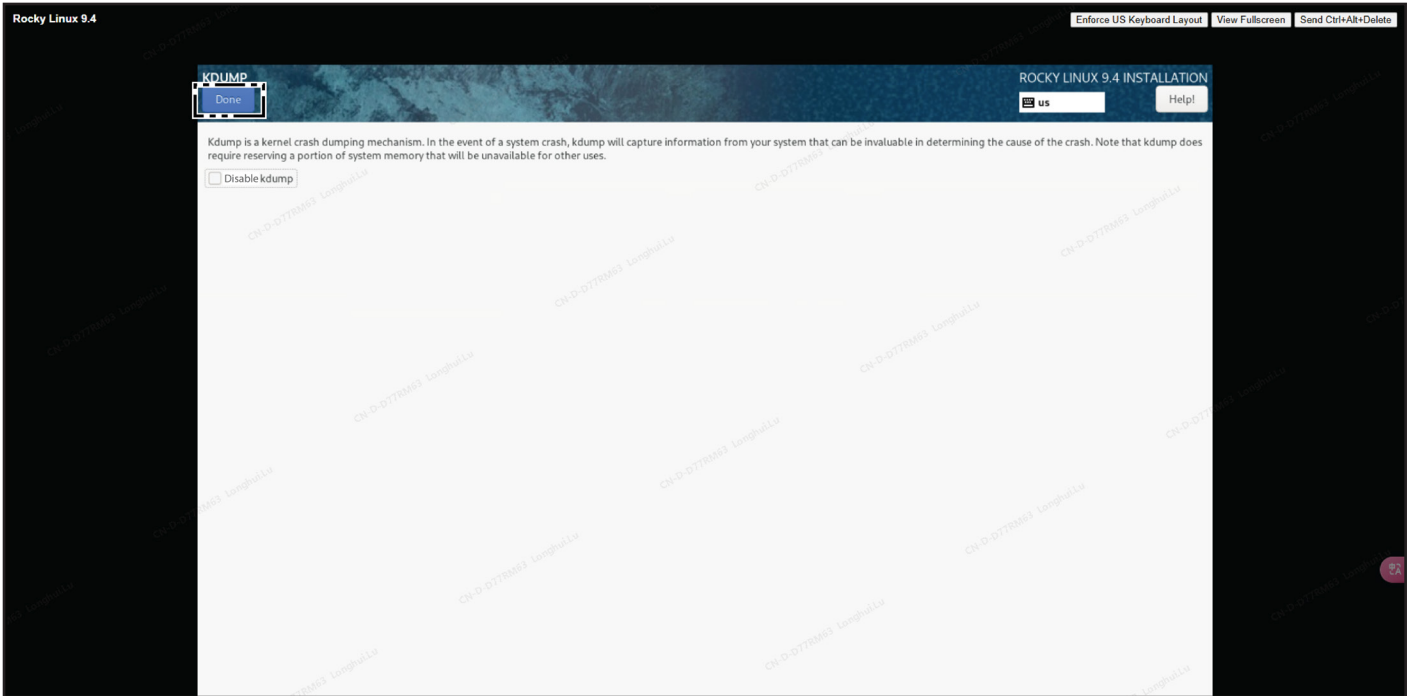 Rocky Linux 9.4
Enforce US Keyboard Layout View Fullscreen Send Ctrl+Alt+Delete
KDUMP
ROCKY LINUX 9.4 INSTALLATION
Done
us
Help!
Kdump is a kernel crash dumping mechanism. In the event of a system crash, kdump will capture information from your system that can be invaluable in determining the cause of the crash. Note that kdump does
require reserving a portion of system memory that will be unavailable for other uses.
Disable kdump
CN-D-D77RM63 LonghuiLu